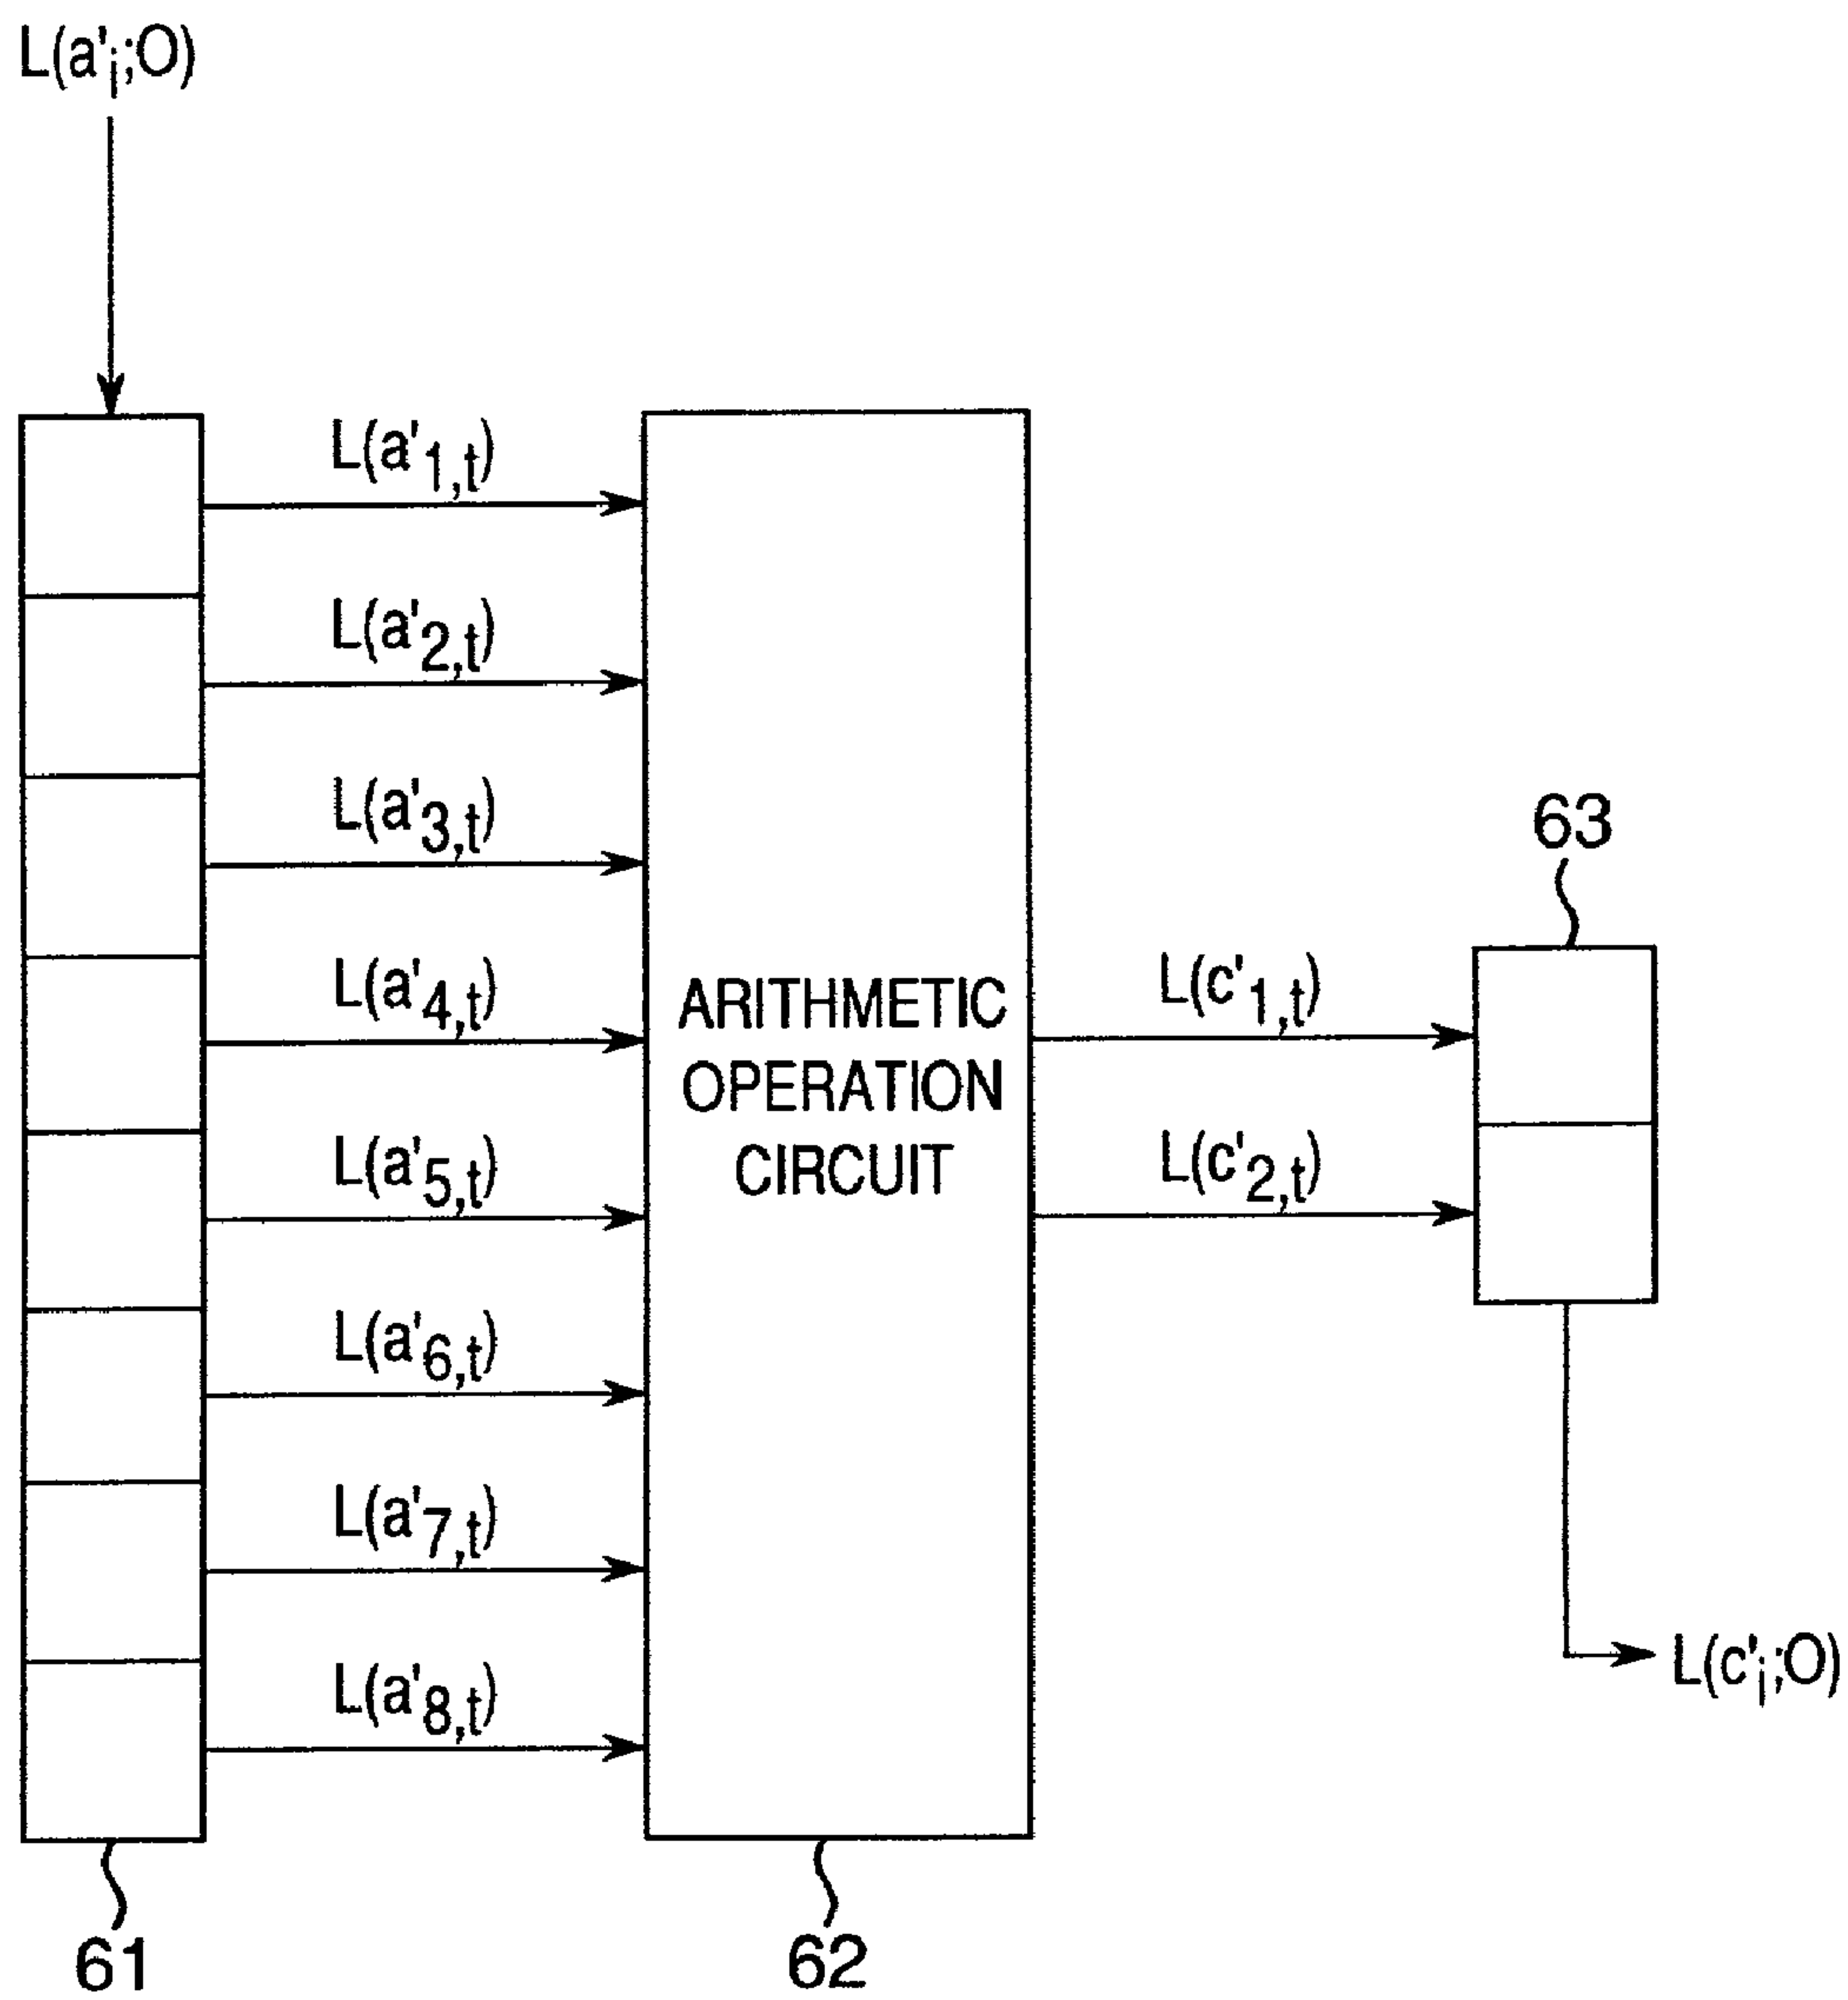 L(a'i;O)
L(a'1,t)
L(a'2,t)
L(a'3,t)
L(a'4,t)
L(a'5,t)
L(a'6,t)
L(a'7,t)
L(a'8,t)
ARITHMETIC
OPERATION
CIRCUIT
L(c'1,t)
L(c'2,t)
63
L(c'i;O)
61
62